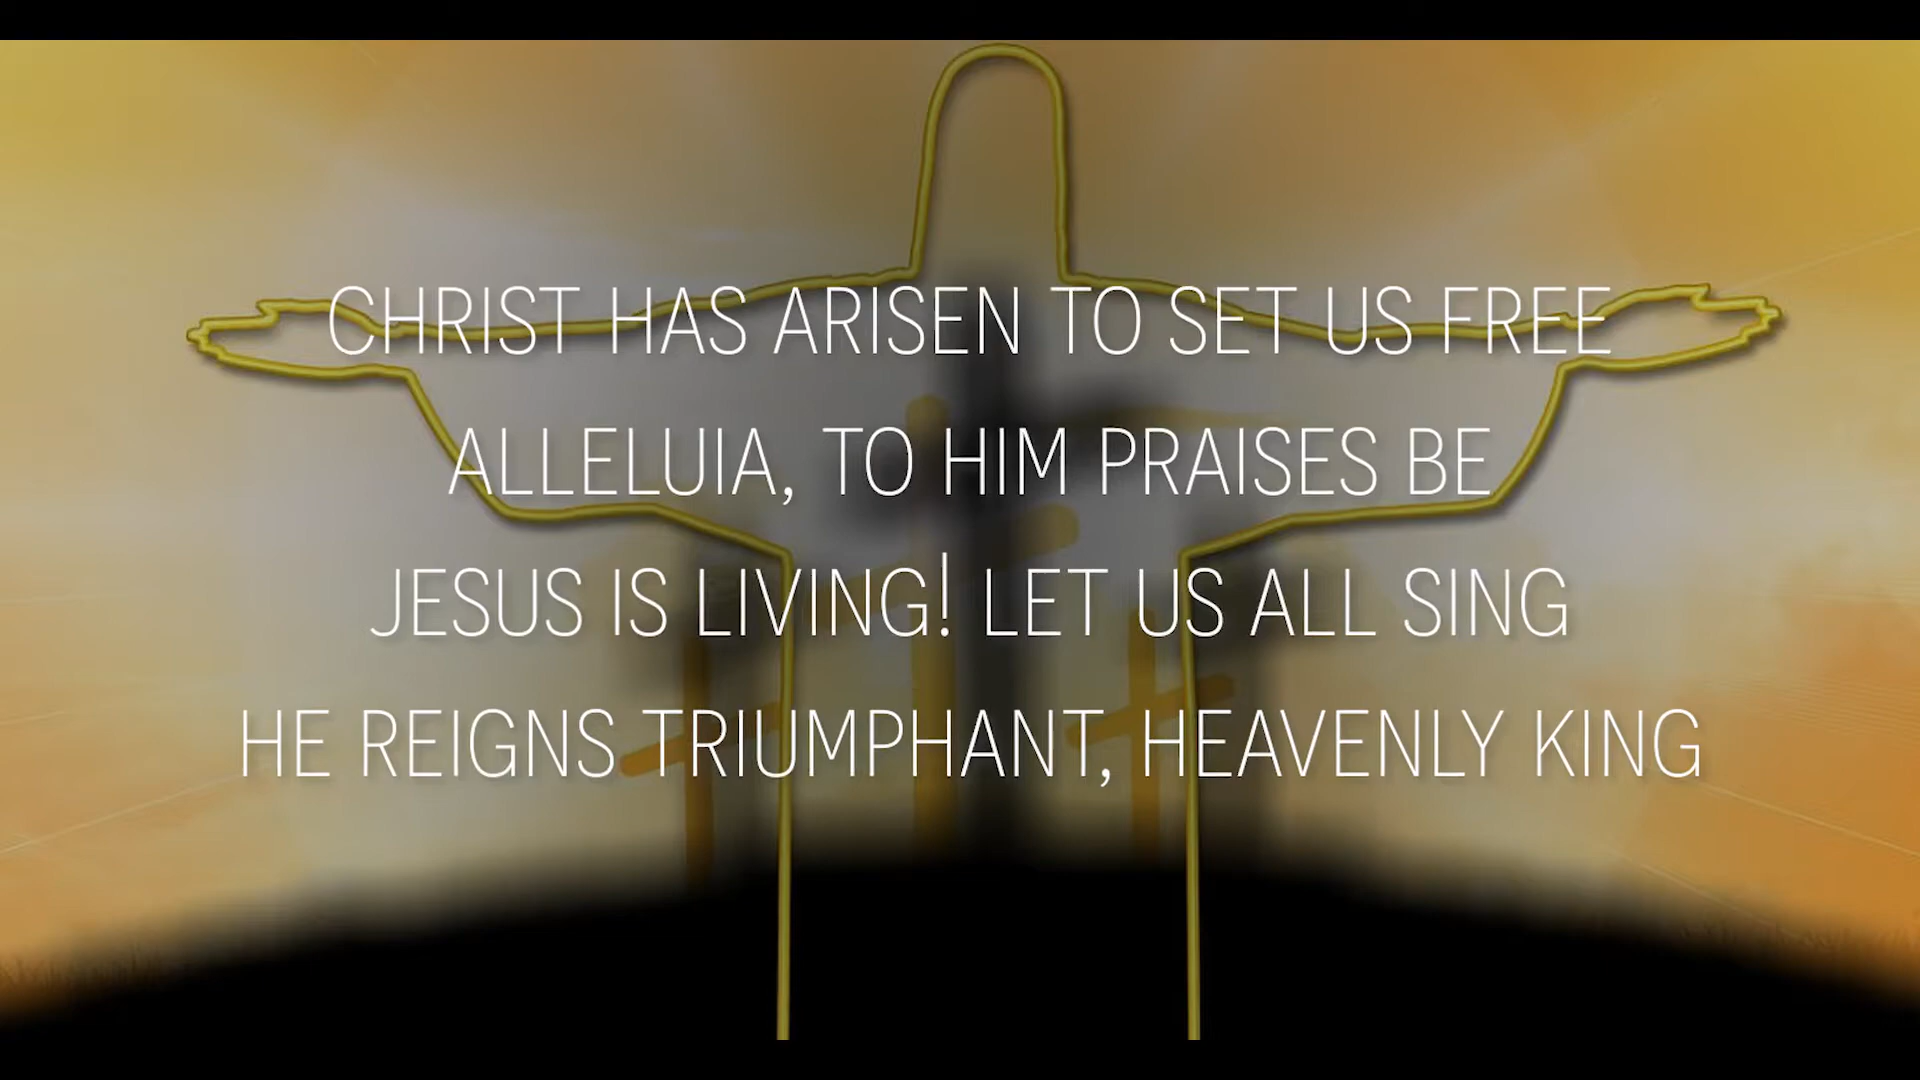 CHRIST HAS ARISEN TO SET US FREE
ALLELUIA, TO HIM PRAISES BE
JESUS IS LIVING! LET US ALL SING
HE REIGNS TRIUMPHANT, HEAVENLY KING